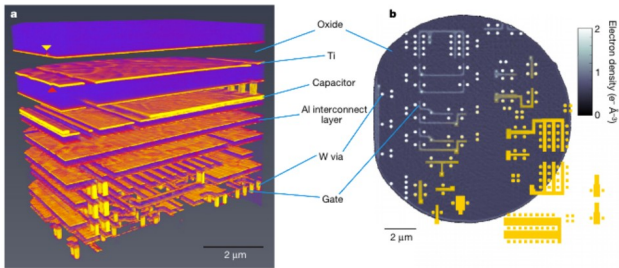 a
Oxide
Ti
Capacitor
Al interconnect
layer
W via
Gate
2 μm
b
2 μm
2
1
0
Electron density (e⁻ Å⁻³)